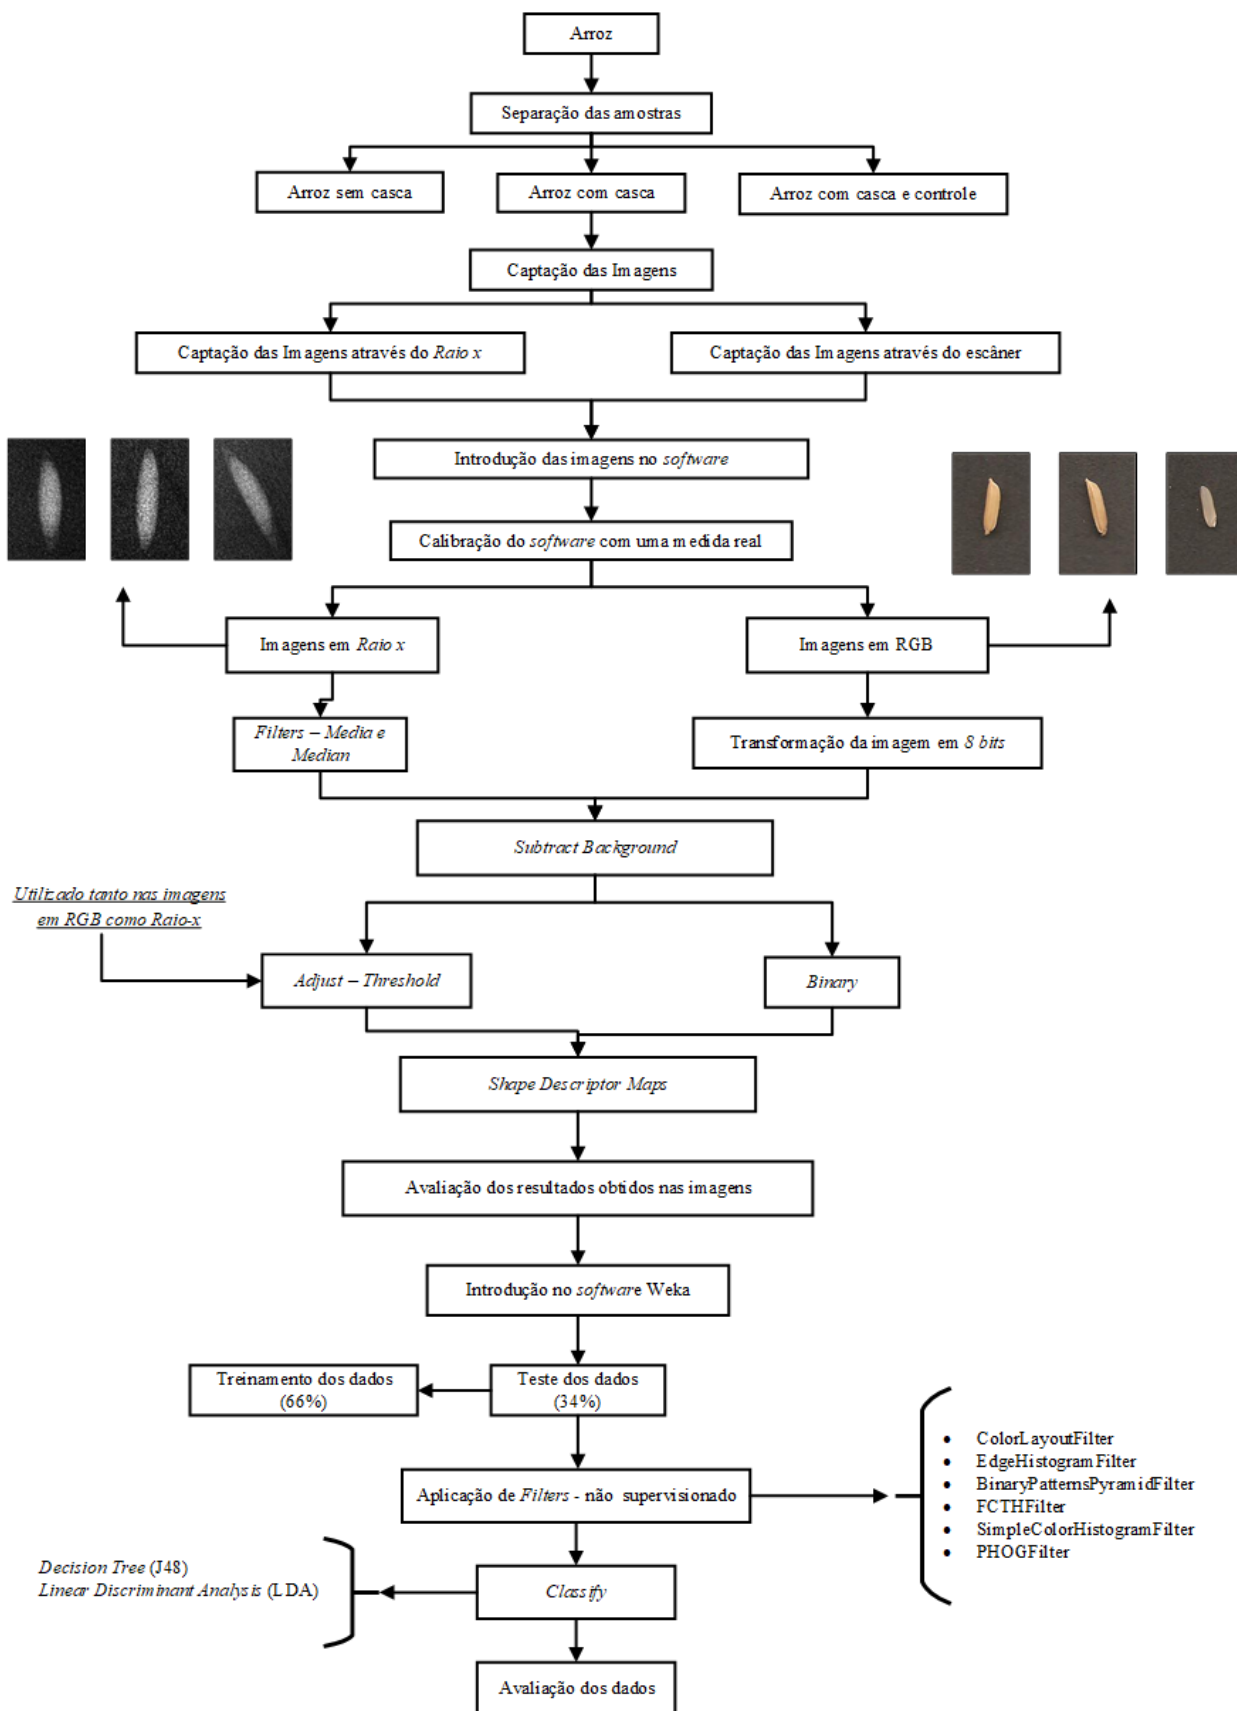 Arroz
Separação das amostras
Arroz sem casca
Arroz com casca
Arroz com casca e controle
Captação das Imagens
Captação das Imagens através do Raio x
Captação das Imagens através do escâner
Introdução das imagens no software
Calibração do software com uma medida real
Imagens em Raio x
Imagens em RGB
Filters – Media e
Median
Transformação da imagem em 8 bits
Subtract Background
Utilizado tanto nas imagens
em RGB como Raio-x
Adjust – Threshold
Binary
Shape Descriptor Maps
Avaliação dos resultados obtidos nas imagens
Introdução no software Weka
Treinamento dos dados
(66%)
Teste dos dados
(34%)
Aplicação de Filters - não supervisionado
• ColorLayoutFilter
• EdgeHistogramFilter
• BinaryPatternsPyramidFilter
• FCTHFilter
• SimpleColorHistogramFilter
• PHOGFilter
Decision Tree (J48)
Linear Discriminant Analysis (LDA)
Classify
Avaliação dos dados